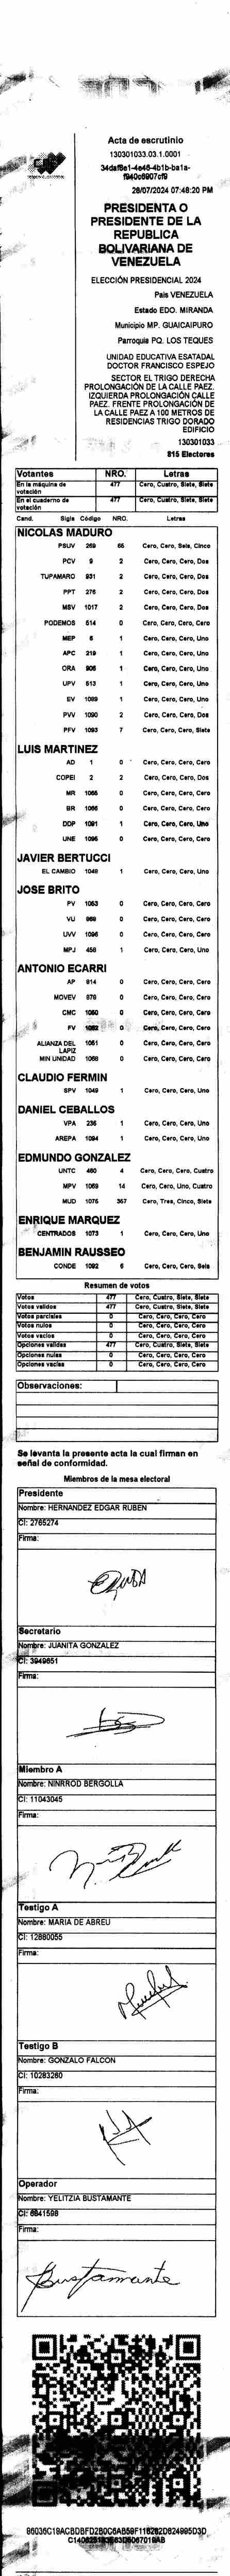 CNE
Acta de escrutinio
130301033.03.1.0001
34daf8e1-4e46-4b1b-ba1a-
f940c6907cf9
28/07/2024 07:46:20 PM
PRESIDENTA O
PRESIDENTE DE LA
REPUBLICA
BOLIVARIANA DE
VENEZUELA
ELECCIÓN PRESIDENCIAL 2024
Pais VENEZUELA
Estado EDO. MIRANDA
Municipio MP. GUAICAIPURO
Parroquia PQ. LOS TEQUES
UNIDAD EDUCATIVA ESATADAL
DOCTOR FRANCISCO ESPEJO
SECTOR EL TRIGO DERECHA
PROLONGACIÓN DE LA CALLE PAEZ.
IZQUIERDA PROLONGACIÓN CALLE
PAEZ. FRENTE PROLONGACIÓN DE
LA CALLE PAEZ A 100 METROS DE
RESIDENCIAS TRIGO DORADO
EDIFICIO
130301033
815 Electores
Votantes NRO. Letras
En la máquina de votación 477 Cero, Cuatro, Siete, Siete
En el cuaderno de votación 477 Cero, Cuatro, Siete, Siete
Cand. Sigla Código NRO. Letras
NICOLAS MADURO
PSUV 269 65 Cero, Cero, Seis, Cinco
PCV 9 2 Cero, Cero, Cero, Dos
TUPAMARO 931 2 Cero, Cero, Cero, Dos
PPT 276 2 Cero, Cero, Cero, Dos
MSV 1017 2 Cero, Cero, Cero, Dos
PODEMOS 514 0 Cero, Cero, Cero, Cero
MEP 6 1 Cero, Cero, Cero, Uno
APC 219 1 Cero, Cero, Cero, Uno
ORA 906 1 Cero, Cero, Cero, Uno
UPV 513 1 Cero, Cero, Cero, Uno
EV 1089 1 Cero, Cero, Cero, Uno
PVV 1090 2 Cero, Cero, Cero, Dos
PFV 1093 7 Cero, Cero, Cero, Siete
LUIS MARTINEZ
AD 1 0 Cero, Cero, Cero, Cero
COPEI 2 2 Cero, Cero, Cero, Dos
MR 1065 0 Cero, Cero, Cero, Cero
BR 1066 0 Cero, Cero, Cero, Cero
DDP 1091 1 Cero, Cero, Cero, Uno
UNE 1095 0 Cero, Cero, Cero, Cero
JAVIER BERTUCCI
EL CAMBIO 1048 1 Cero, Cero, Cero, Uno
JOSE BRITO
PV 1053 0 Cero, Cero, Cero, Cero
VU 969 0 Cero, Cero, Cero, Cero
UVV 1096 0 Cero, Cero, Cero, Cero
MPJ 458 1 Cero, Cero, Cero, Uno
ANTONIO ECARRI
AP 914 0 Cero, Cero, Cero, Cero
MOVEV 879 0 Cero, Cero, Cero, Cero
CMC 1060 0 Cero, Cero, Cero, Cero
FV 1082 0 Cero, Cero, Cero, Cero
ALIANZA DEL LAPIZ 1051 0 Cero, Cero, Cero, Cero
MIN UNIDAD 1068 0 Cero, Cero, Cero, Cero
CLAUDIO FERMIN
SPV 1049 1 Cero, Cero, Cero, Uno
DANIEL CEBALLOS
VPA 235 1 Cero, Cero, Cero, Uno
AREPA 1094 1 Cero, Cero, Cero, Uno
EDMUNDO GONZALEZ
UNTC 460 4 Cero, Cero, Cero, Cuatro
MPV 1069 14 Cero, Cero, Uno, Cuatro
MUD 1075 357 Cero, Tres, Cinco, Siete
ENRIQUE MARQUEZ
CENTRADOS 1073 1 Cero, Cero, Cero, Uno
BENJAMIN RAUSSEO
CONDE 1092 6 Cero, Cero, Cero, Seis
Resumen de votos
Votos 477 Cero, Cuatro, Siete, Siete
Votos validos 477 Cero, Cuatro, Siete, Siete
Votos parciales 0 Cero, Cero, Cero, Cero
Votos nulos 0 Cero, Cero, Cero, Cero
Votos vacios 0 Cero, Cero, Cero, Cero
Opciones validas 477 Cero, Cuatro, Siete, Siete
Opciones nulas 0 Cero, Cero, Cero, Cero
Opciones vacias 0 Cero, Cero, Cero, Cero
Observaciones:
Se levanta la presente acta la cual firman en
señal de conformidad.
Miembros de la mesa electoral
Presidente
Nombre: HERNANDEZ EDGAR RUBEN
CI: 2765274
Firma:
Secretario
Nombre: JUANITA GONZALEZ
CI: 3949651
Firma:
Miembro A
Nombre: NINRROD BERGOLLA
CI: 11043045
Firma:
Testigo A
Nombre: MARIA DE ABREU
CI: 12880055
Firma:
Testigo B
Nombre: GONZALO FALCON
CI: 10283260
Firma:
Operador
Nombre: YELITZIA BUSTAMANTE
CI: 6841598
Firma:
Bustamante